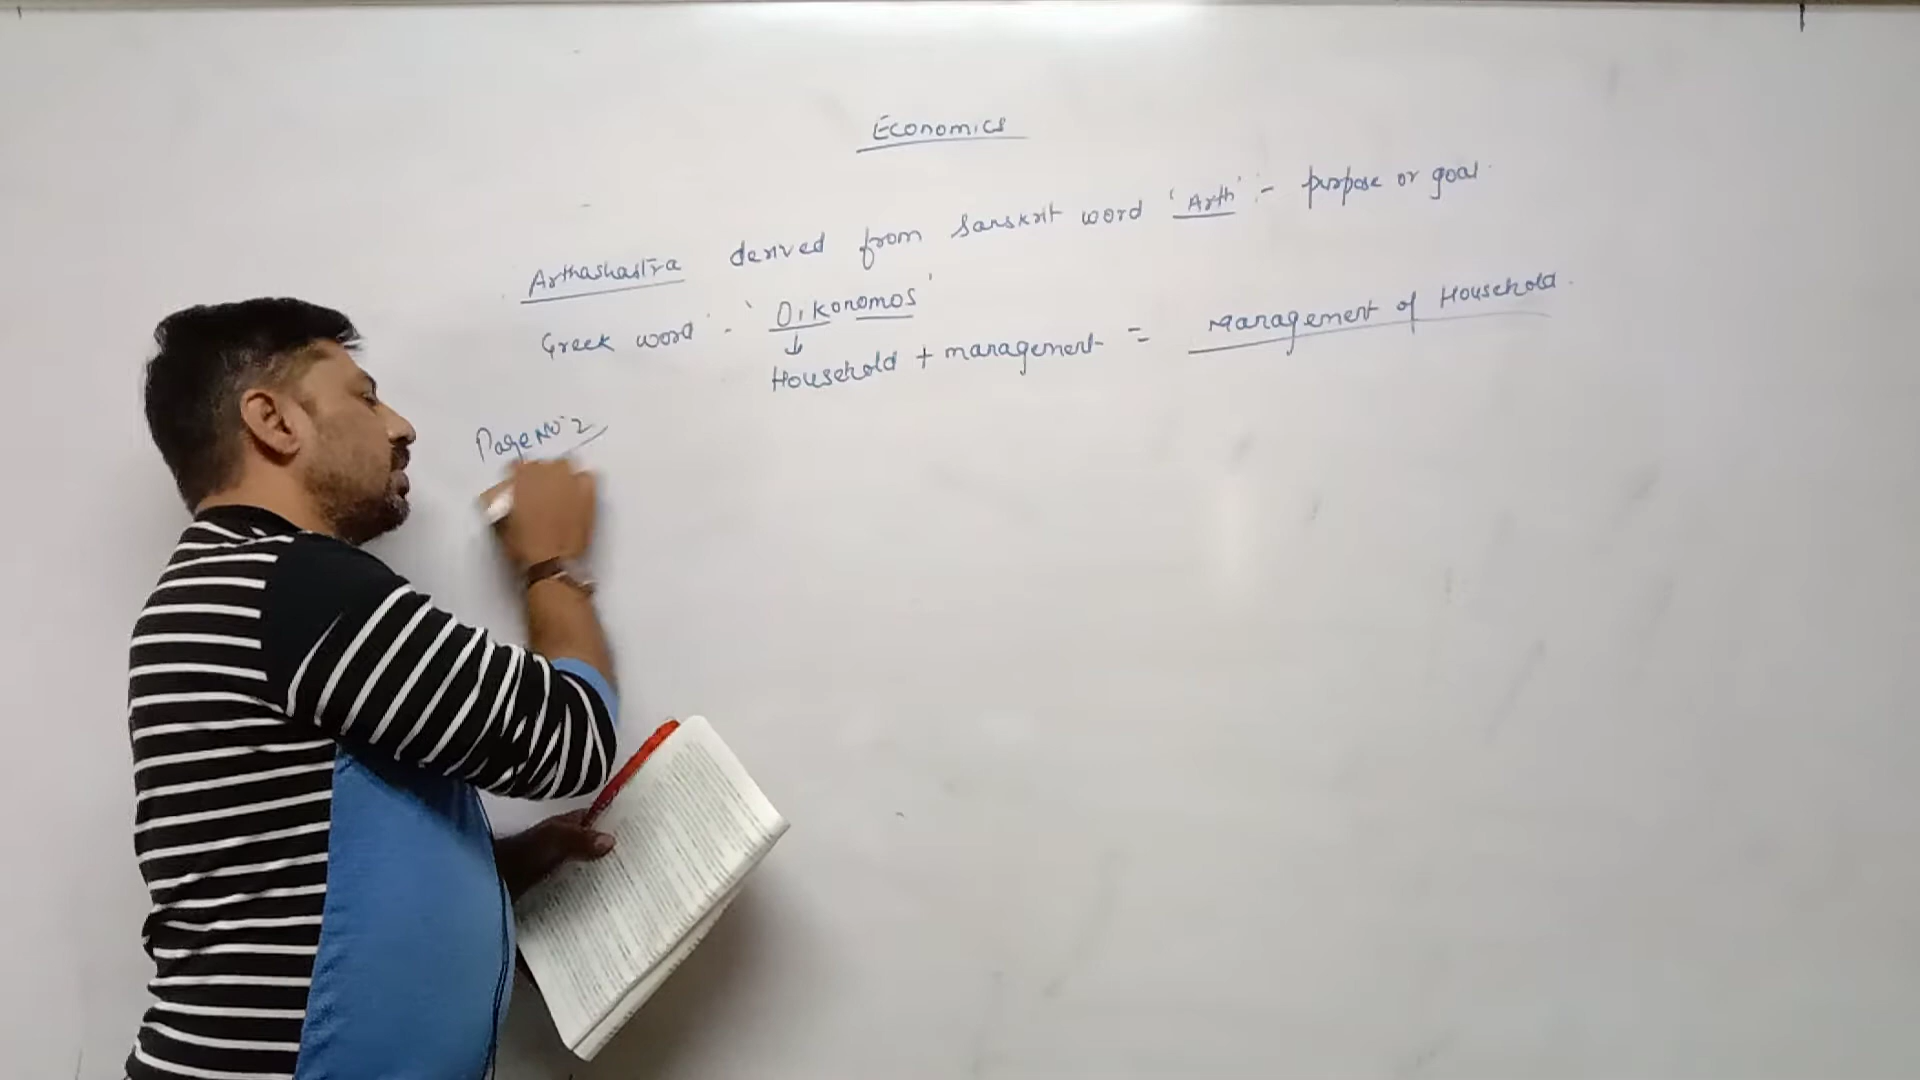 Economics
Arthashastra derived from Sanskrit word 'Arth' :- purpose or goal.
Greek word - 'Oikonomos'
↓
Household + management = Management of Household.
Page No 2